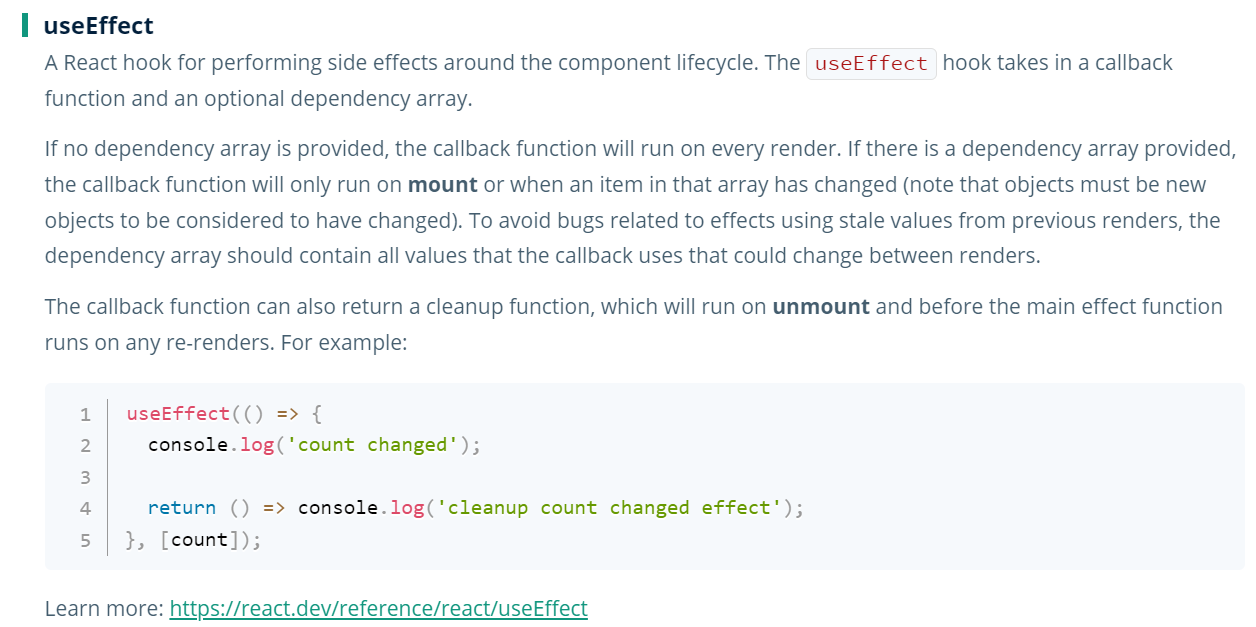 useEffect
A React hook for performing side effects around the component lifecycle. The useEffect hook takes in a callback
function and an optional dependency array.
If no dependency array is provided, the callback function will run on every render. If there is a dependency array provided,
the callback function will only run on mount or when an item in that array has changed (note that objects must be new
objects to be considered to have changed). To avoid bugs related to effects using stale values from previous renders, the
dependency array should contain all values that the callback uses that could change between renders.
The callback function can also return a cleanup function, which will run on unmount and before the main effect function
runs on any re-renders. For example:
1 useEffect(() => {
2   console.log('count changed');
3
4   return () => console.log('cleanup count changed effect');
5 }, [count]);
Learn more: https://react.dev/reference/react/useEffect